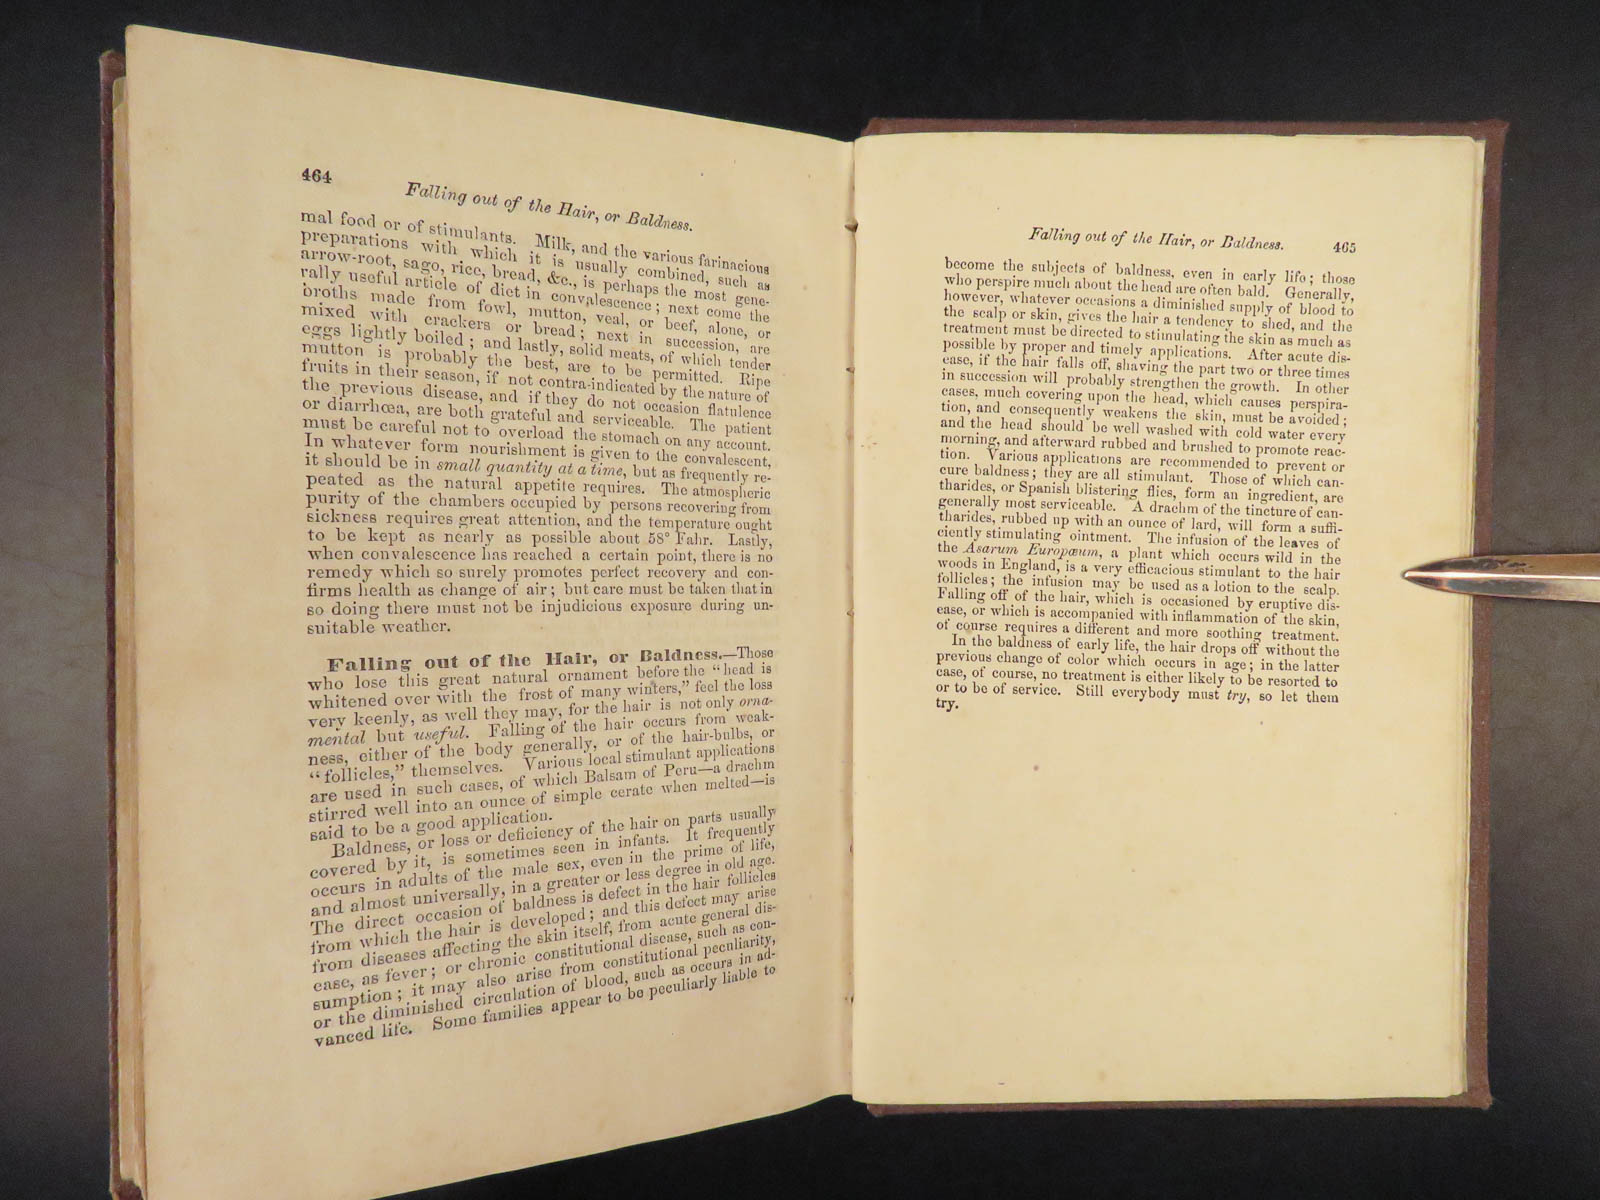 464
Falling out of the Hair, or Baldness.
mal food or of stimulants. Milk, and the various farinacious
preparations with which it is usually combined, such as
arrow-root, sago, rice, bread, &c., is perhaps the most gene-
rally useful article of diet in convalescence; next come the
broths made from fowl, mutton, veal, or beef, alone, or
mixed with crackers or bread; next in succession, are
eggs lightly boiled; and lastly, solid meats, of which tender
mutton is probably the best, are to be permitted. Ripe
fruits in their season, if not contra-indicated by the nature of
the previous disease, and if they do not occasion flatulence
or diarrhœa, are both grateful and serviceable. The patient
must be careful not to overload the stomach on any account.
In whatever form nourishment is given to the convalescent,
it should be in small quantity at a time, but as frequently re-
peated as the natural appetite requires. The atmospheric
purity of the chambers occupied by persons recovering from
sickness requires great attention, and the temperature ought
to be kept as nearly as possible about 58° Fahr. Lastly,
when convalescence has reached a certain point, there is no
remedy which so surely promotes perfect recovery and con-
firms health as change of air; but care must be taken that in
so doing there must not be injudicious exposure during un-
suitable weather.
Falling out of the Hair, or Baldness.—Those
who lose this great natural ornament before the "head is
whitened over with the frost of many winters," feel the loss
very keenly, as well they may, for the hair is not only orna-
mental but useful. Falling of the hair occurs from weak-
ness, either of the body generally, or of the hair-bulbs, or
"follicles," themselves. Various local stimulant applications
are used in such cases, of which Balsam of Peru—a drachm
stirred well into an ounce of simple cerate when melted—is
said to be a good application.
Baldness, or loss or deficiency of the hair on parts usually
covered by it, is sometimes seen in infants. It frequently
occurs in adults of the male sex, even in the prime of life,
and almost universally, in a greater or less degree in old age.
The direct occasion of baldness is defect in the hair follicles
from which the hair is developed; and this defect may arise
from diseases affecting the skin itself, from acute general dis-
ease, as fever; or chronic constitutional disease, such as con-
sumption; it may also arise from constitutional peculiarity,
or the diminished circulation of blood, such as occurs in ad-
vanced life. Some families appear to be peculiarly liable to
Falling out of the Hair, or Baldness. 465
become the subjects of baldness, even in early life; those
who perspire much about the head are often bald. Generally,
however, whatever occasions a diminished supply of blood to
the scalp or skin, gives the hair a tendency to shed, and the
treatment must be directed to stimulating the skin as much as
possible by proper and timely applications. After acute dis-
ease, if the hair falls off, shaving the part two or three times
in succession will probably strengthen the growth. In other
cases, much covering upon the head, which causes perspira-
tion, and consequently weakens the skin, must be avoided;
and the head should be well washed with cold water every
morning, and afterward rubbed and brushed to promote reac-
tion. Various applications are recommended to prevent or
cure baldness; they are all stimulant. Those of which can-
tharides, or Spanish blistering flies, form an ingredient, are
generally most serviceable. A drachm of the tincture of can-
tharides, rubbed up with an ounce of lard, will form a suffi-
ciently stimulating ointment. The infusion of the leaves of
the Asarum Europœum, a plant which occurs wild in the
woods in England, is a very efficacious stimulant to the hair
follicles; the infusion may be used as a lotion to the scalp.
Falling off of the hair, which is occasioned by eruptive dis-
ease, or which is accompanied with inflammation of the skin,
of course requires a different and more soothing treatment.
In the baldness of early life, the hair drops off without the
previous change of color which occurs in age; in the latter
case, of course, no treatment is either likely to be resorted to
or to be of service. Still everybody must try, so let them
try.